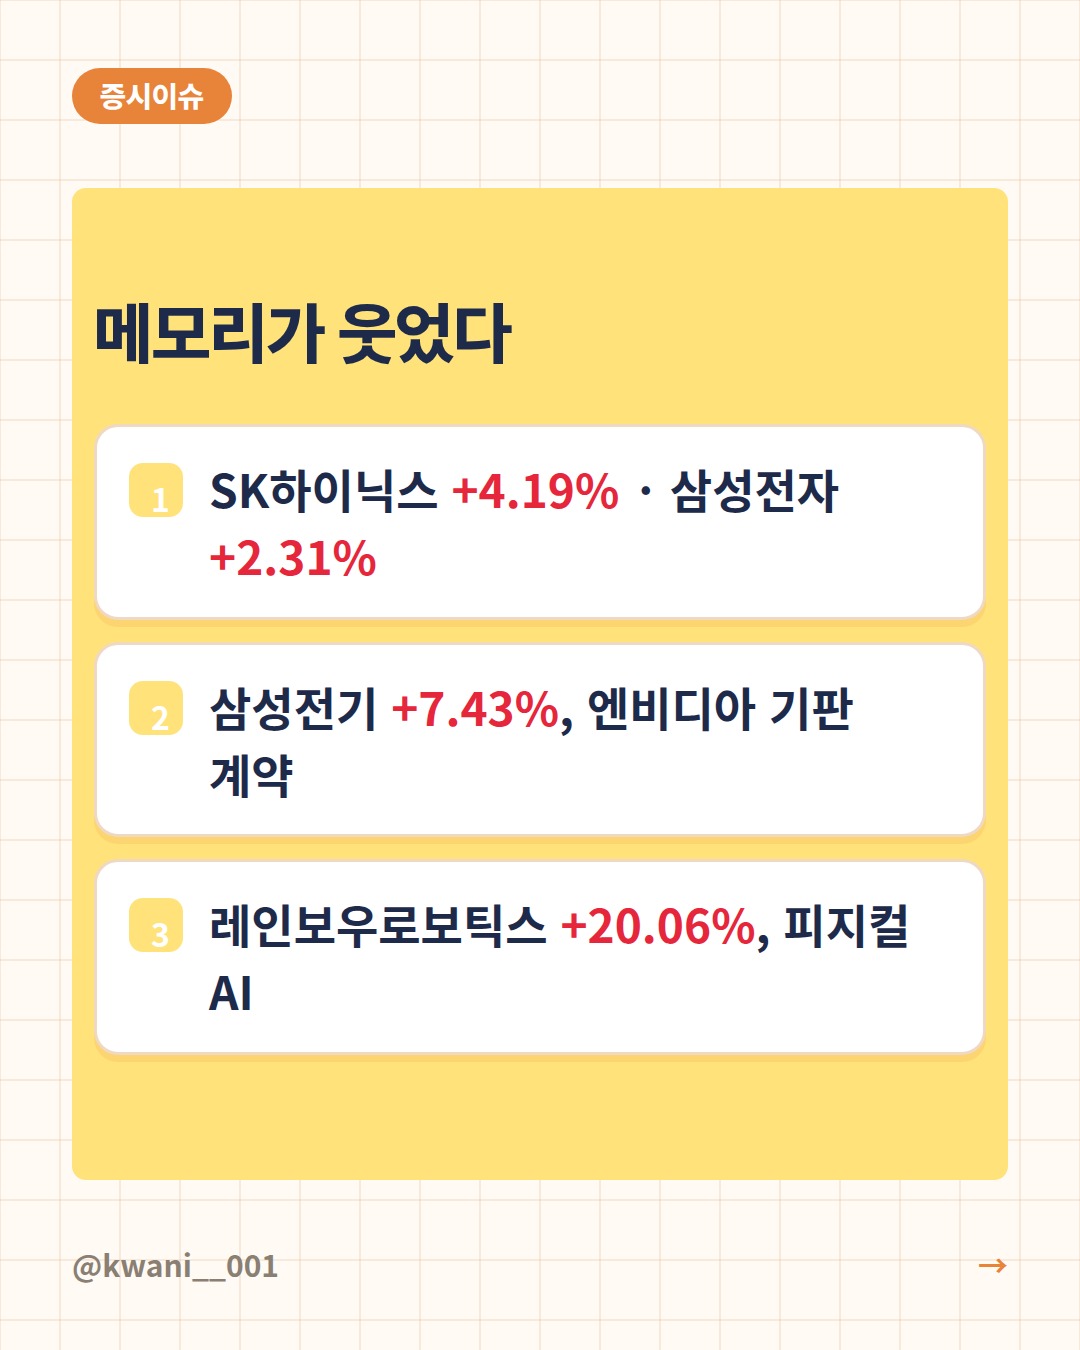 증시이슈
메모리가 웃었다
1
SK하이닉스 +4.19% · 삼성전자
+2.31%
2
삼성전기 +7.43%, 엔비디아 기판
계약
3
레인보우로보틱스 +20.06%, 피지컬
AI
@kwani__001 →